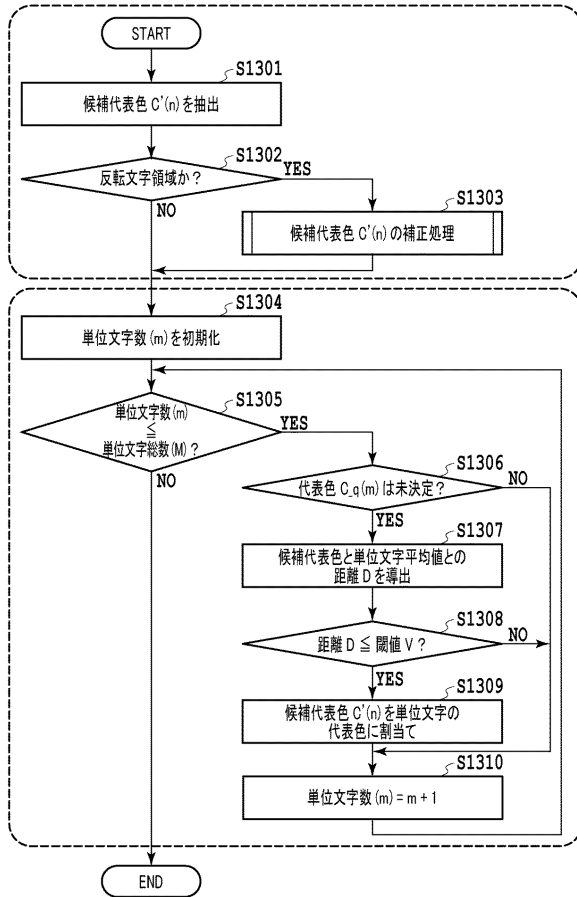 START
S1301
候補代表色 C'(n) を抽出
S1302
反転文字領域か？
YES
NO
S1303
候補代表色 C'(n) の補正処理
S1304
単位文字数(m)を初期化
S1305
単位文字数(m)
≦
単位文字総数(M)？
YES
NO
S1306
代表色 C_q(m) は未決定？
NO
YES
S1307
候補代表色と単位文字平均値との
距離 D を導出
S1308
距離 D ≦ 閾値 V？
NO
YES
S1309
候補代表色 C'(n) を単位文字の
代表色に割当て
S1310
単位文字数(m) = m + 1
END